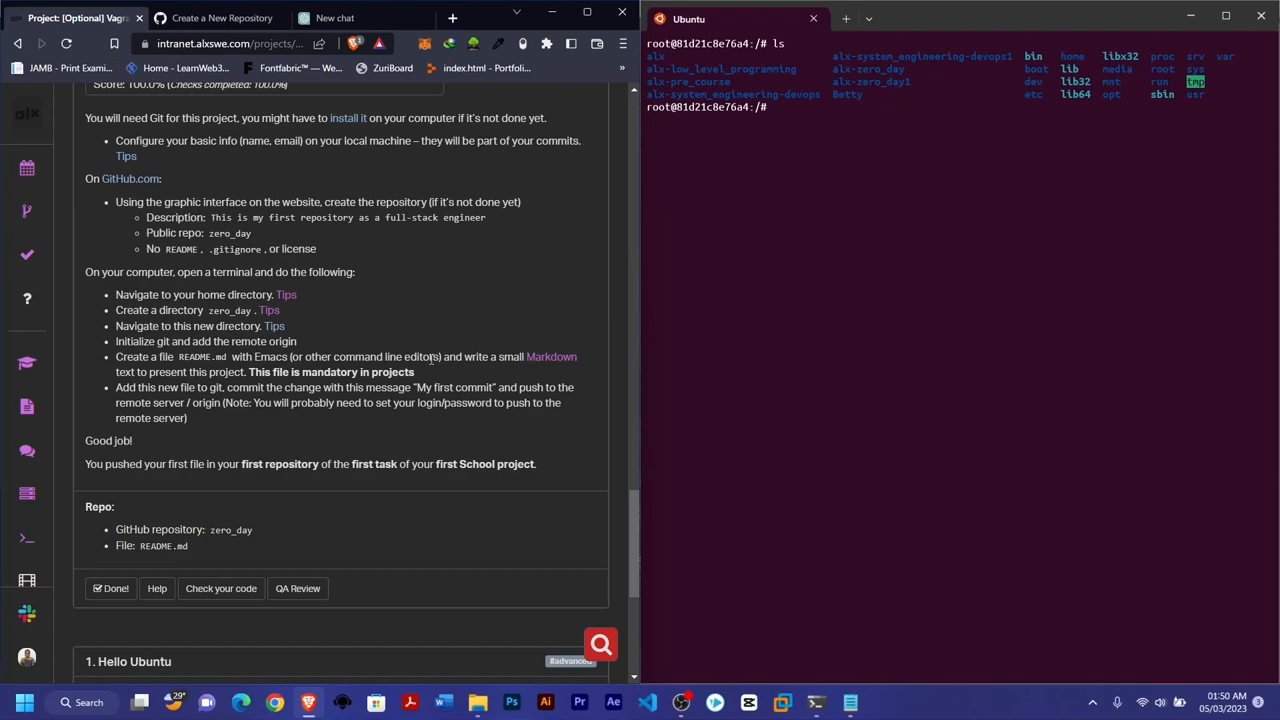 Project: [Optional] Vagra
Create a New Repository
New chat
intranet.alxswe.com/projects/...
JAMB - Print Exami...
Home - LearnWeb3...
Fontfabric™ — We...
ZuriBoard
index.html - Portfolio...
alx
Score: 100.0% (Checks completed: 100.0%)
You will need Git for this project, you might have to install it on your computer if it's not done yet.
Configure your basic info (name, email) on your local machine – they will be part of your commits.
Tips
On GitHub.com:
Using the graphic interface on the website, create the repository (if it's not done yet)
Description: This is my first repository as a full-stack engineer
Public repo: zero_day
No README, .gitignore, or license
On your computer, open a terminal and do the following:
Navigate to your home directory. Tips
Create a directory zero_day. Tips
Navigate to this new directory. Tips
Initialize git and add the remote origin
Create a file README.md with Emacs (or other command line editors) and write a small Markdown
text to present this project. This file is mandatory in projects
Add this new file to git, commit the change with this message "My first commit" and push to the
remote server / origin (Note: You will probably need to set your login/password to push to the
remote server)
Good job!
You pushed your first file in your first repository of the first task of your first School project.
Repo:
GitHub repository: zero_day
File: README.md
Done! Help Check your code QA Review
1. Hello Ubuntu
#advanced
Ubuntu
root@81d21c8e76a4:/# ls
alx alx-system_engineering-devops1 bin home libx32 proc srv var
alx-low_level_programming alx-zero_day boot lib media root sys
alx-pre_course alx-zero_day1 dev lib32 mnt run tmp
alx-system_engineering-devops Betty etc lib64 opt sbin usr
root@81d21c8e76a4:/#
Search
29°
01:50 AM
05/03/2023